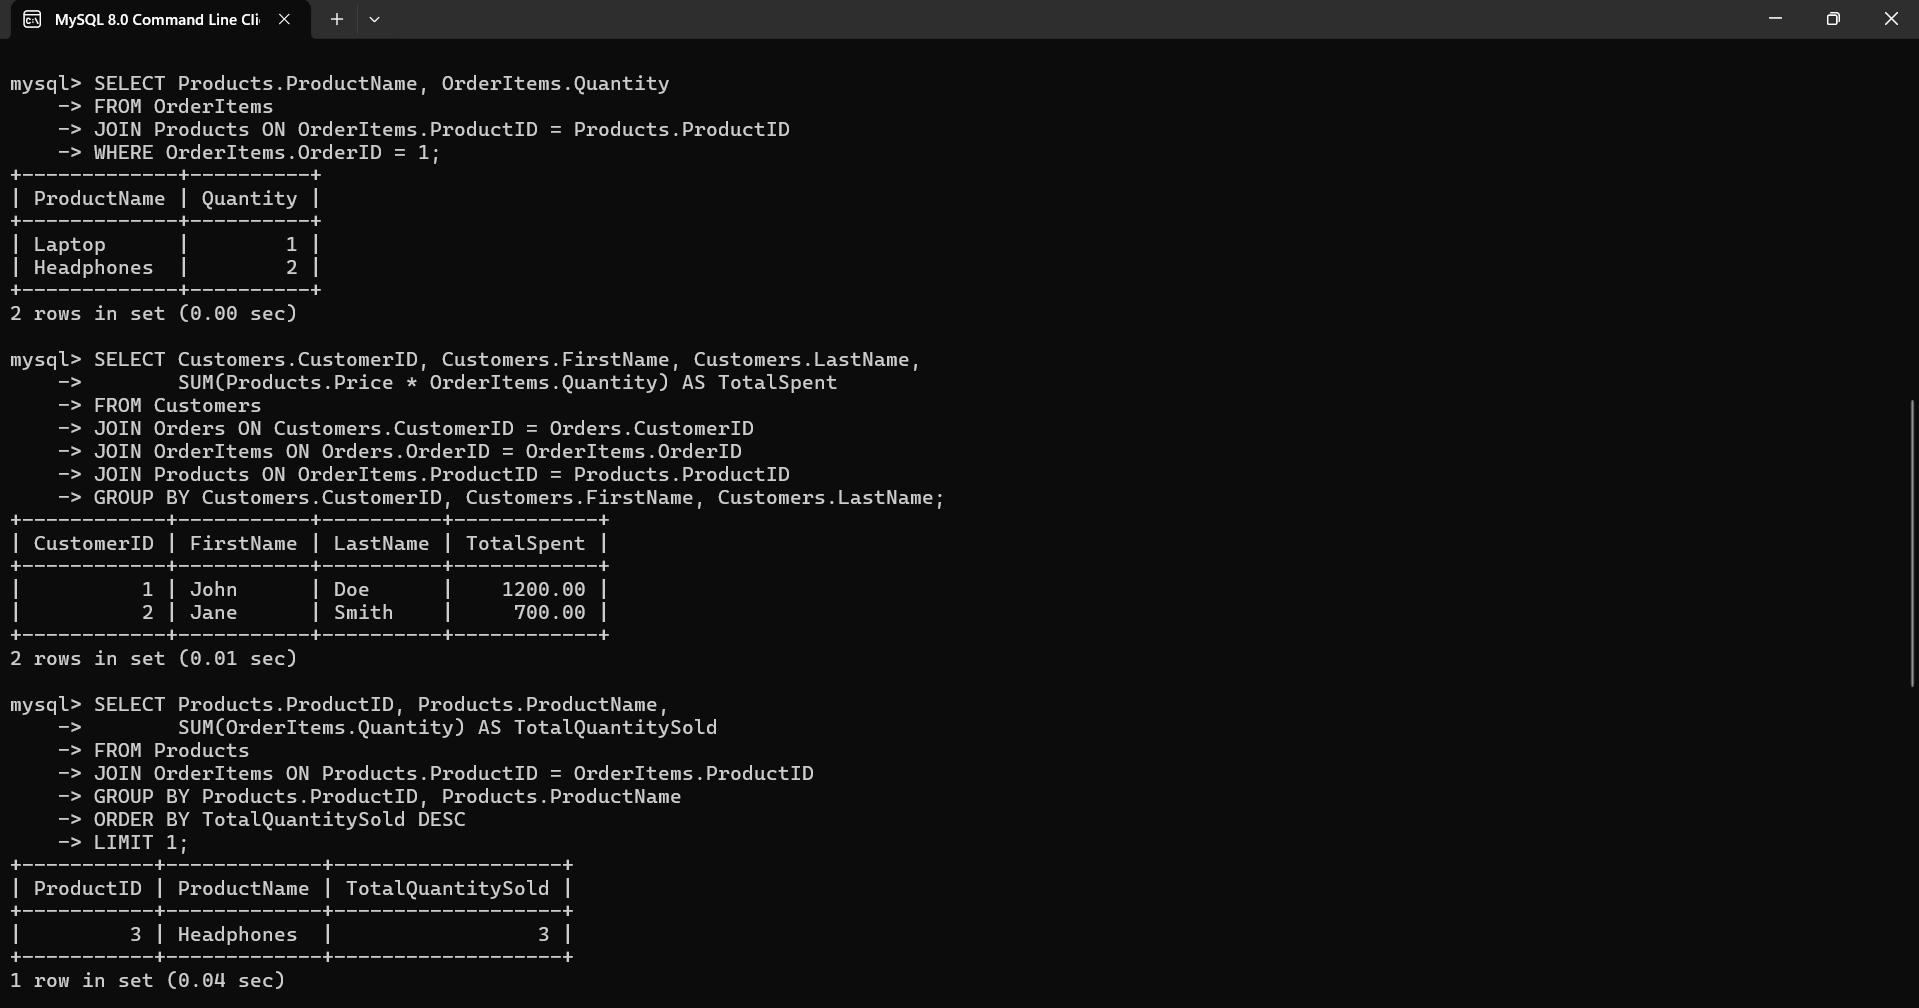 MySQL 8.0 Command Line Cli
mysql> SELECT Products.ProductName, OrderItems.Quantity
    -> FROM OrderItems
    -> JOIN Products ON OrderItems.ProductID = Products.ProductID
    -> WHERE OrderItems.OrderID = 1;
+-------------+----------+
| ProductName | Quantity |
+-------------+----------+
| Laptop      |        1 |
| Headphones  |        2 |
+-------------+----------+
2 rows in set (0.00 sec)
mysql> SELECT Customers.CustomerID, Customers.FirstName, Customers.LastName,
    ->        SUM(Products.Price * OrderItems.Quantity) AS TotalSpent
    -> FROM Customers
    -> JOIN Orders ON Customers.CustomerID = Orders.CustomerID
    -> JOIN OrderItems ON Orders.OrderID = OrderItems.OrderID
    -> JOIN Products ON OrderItems.ProductID = Products.ProductID
    -> GROUP BY Customers.CustomerID, Customers.FirstName, Customers.LastName;
+------------+-----------+----------+------------+
| CustomerID | FirstName | LastName | TotalSpent |
+------------+-----------+----------+------------+
|          1 | John      | Doe      |    1200.00 |
|          2 | Jane      | Smith    |     700.00 |
+------------+-----------+----------+------------+
2 rows in set (0.01 sec)
mysql> SELECT Products.ProductID, Products.ProductName,
    ->        SUM(OrderItems.Quantity) AS TotalQuantitySold
    -> FROM Products
    -> JOIN OrderItems ON Products.ProductID = OrderItems.ProductID
    -> GROUP BY Products.ProductID, Products.ProductName
    -> ORDER BY TotalQuantitySold DESC
    -> LIMIT 1;
+-----------+-------------+-------------------+
| ProductID | ProductName | TotalQuantitySold |
+-----------+-------------+-------------------+
|         3 | Headphones  |                 3 |
+-----------+-------------+-------------------+
1 row in set (0.04 sec)